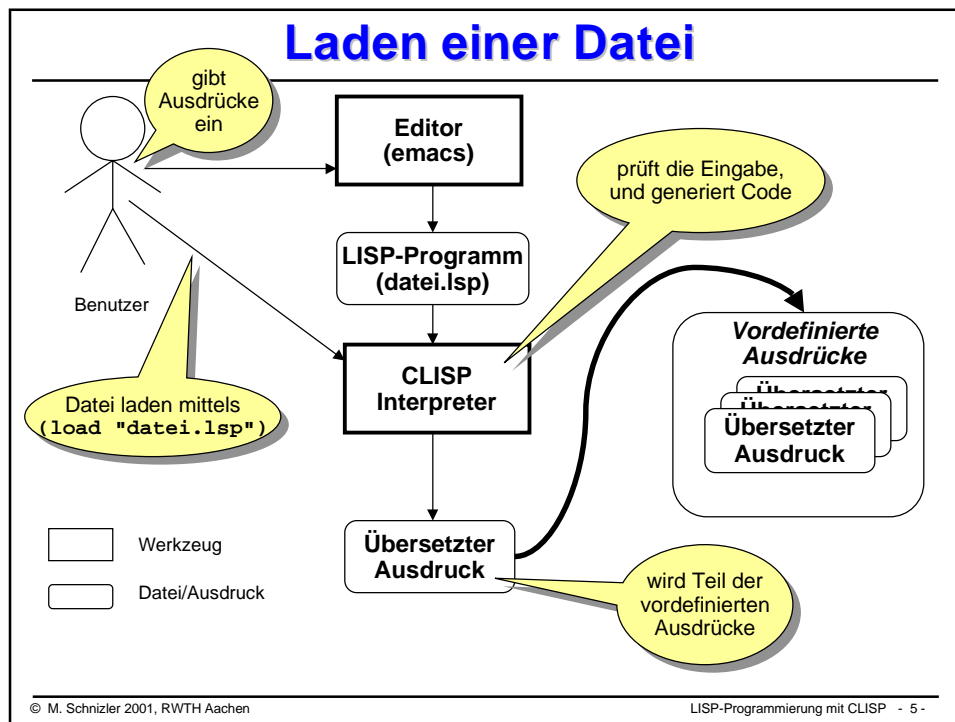 Laden einer Datei
gibt
Ausdrücke
ein
Editor
(emacs)
prüft die Eingabe,
und generiert Code
LISP-Programm
(datei.lsp)
Benutzer
Vordefinierte
Ausdrücke
Übersetzter
Übersetzter
Übersetzter
Ausdruck
CLISP
Interpreter
Datei laden mittels
(load "datei.lsp")
Werkzeug
Datei/Ausdruck
Übersetzter
Ausdruck
wird Teil der
vordefinierten
Ausdrücke
© M. Schnizler 2001, RWTH Aachen
LISP-Programmierung mit CLISP - 5 -